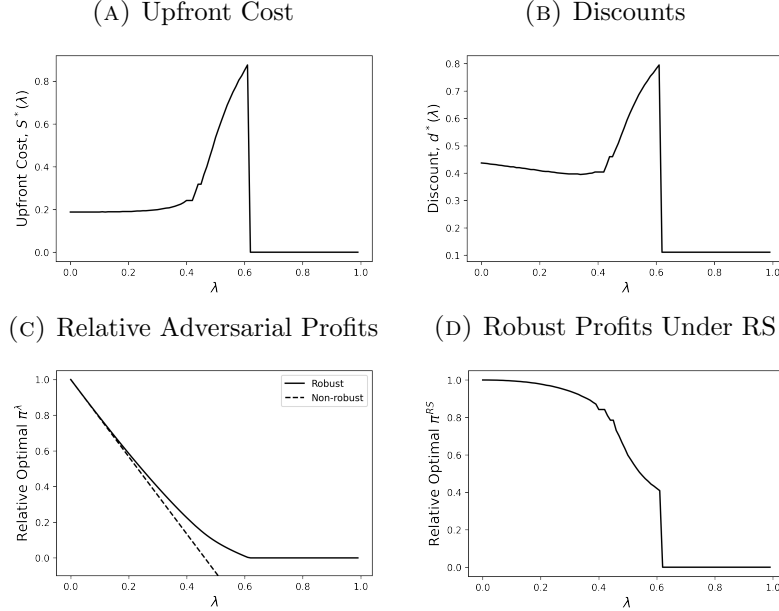 (A) Upfront Cost
(B) Discounts
Upfront Cost, S*(λ)
0.8
0.6
0.4
0.2
0.0
0.0 0.2 0.4 0.6 0.8 1.0
λ
Discount, d*(λ)
0.8
0.7
0.6
0.5
0.4
0.3
0.2
0.1
0.0 0.2 0.4 0.6 0.8 1.0
λ
(C) Relative Adversarial Profits
(D) Robust Profits Under RS
Relative Optimal π^λ
1.0
0.8
0.6
0.4
0.2
0.0
Robust
Non-robust
0.0 0.2 0.4 0.6 0.8 1.0
λ
Relative Optimal π^RS
1.0
0.8
0.6
0.4
0.2
0.0
0.0 0.2 0.4 0.6 0.8 1.0
λ